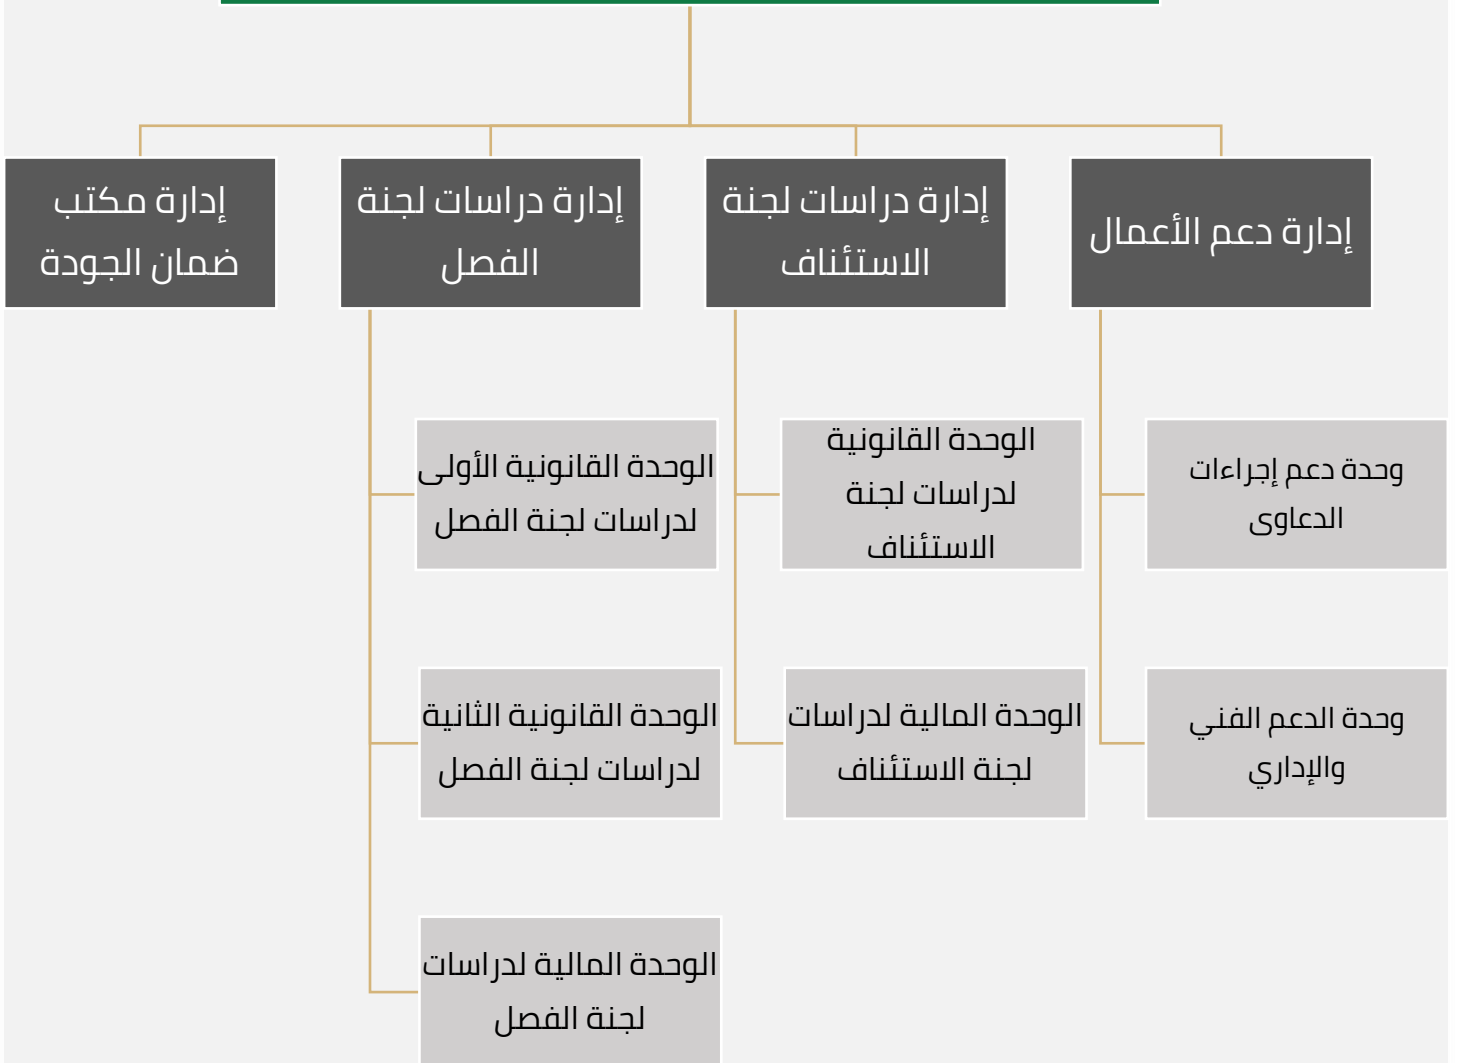 إدارة دعم الأعمال
إدارة دراسات لجنة
الاستئناف
إدارة دراسات لجنة
الفصل
إدارة مكتب
ضمان الجودة
وحدة دعم إجراءات
الدعاوى
الوحدة القانونية
لدراسات لجنة
الاستئناف
الوحدة القانونية الأولى
لدراسات لجنة الفصل
وحدة الدعم الفني
والإداري
الوحدة المالية لدراسات
لجنة الاستئناف
الوحدة القانونية الثانية
لدراسات لجنة الفصل
الوحدة المالية لدراسات
لجنة الفصل